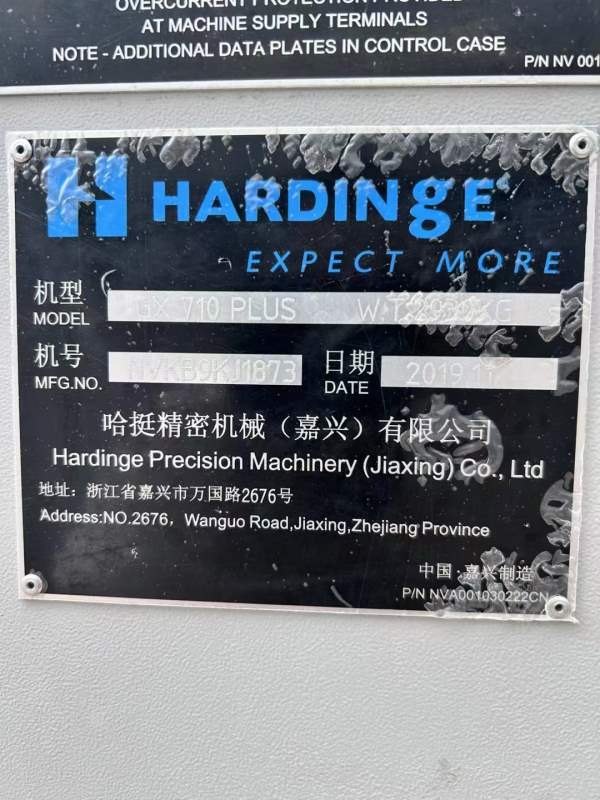 OVERCURRENT PROTECTION PROVIDED
AT MACHINE SUPPLY TERMINALS
NOTE - ADDITIONAL DATA PLATES IN CONTROL CASE
P/N NV 001
HARDINGE
EXPECT MORE
机型
MODEL
GX 710 PLUS
机号
MFG.NO.
NVKB9KJ1873
日期
DATE
2019.11
哈挺精密机械（嘉兴）有限公司
Hardinge Precision Machinery (Jiaxing) Co., Ltd
地址：浙江省嘉兴市万国路2676号
Address:NO.2676，Wanguo Road,Jiaxing,Zhejiang Province
中国·嘉兴制造
P/N NVA001030222CN